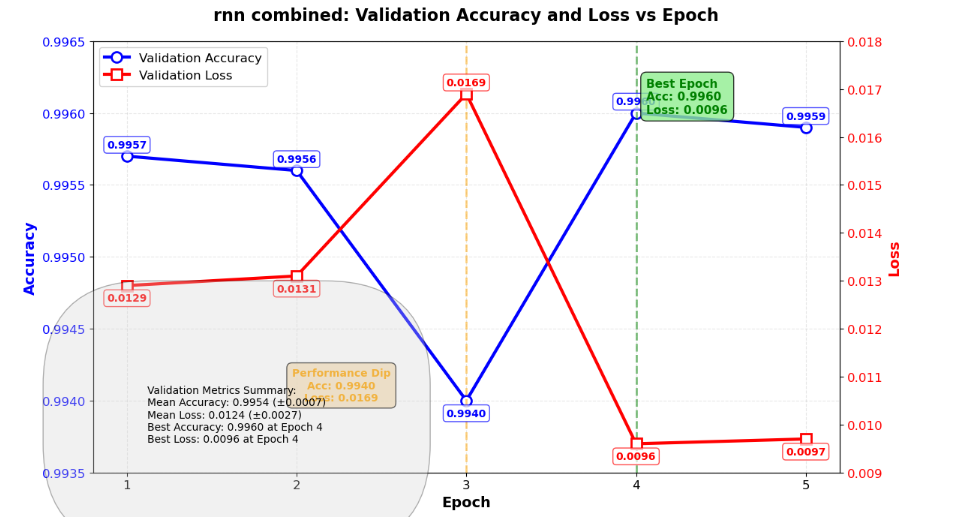 rnn combined: Validation Accuracy and Loss vs Epoch
Validation Accuracy
Validation Loss
Accuracy
0.9965
0.9960
0.9955
0.9950
0.9945
0.9940
0.9935
0.018
0.017
0.016
0.015
0.014
0.013
0.012
0.011
0.010
0.009
Loss
0.9957
0.9956
0.9940
0.9960
0.9959
0.0129
0.0131
0.0169
0.0096
0.0097
Best Epoch
Acc: 0.9960
Loss: 0.0096
Performance Dip
Acc: 0.9940
Loss: 0.0169
Validation Metrics Summary:
Mean Accuracy: 0.9954 (±0.0007)
Mean Loss: 0.0124 (±0.0027)
Best Accuracy: 0.9960 at Epoch 4
Best Loss: 0.0096 at Epoch 4
1
2
3
4
5
Epoch